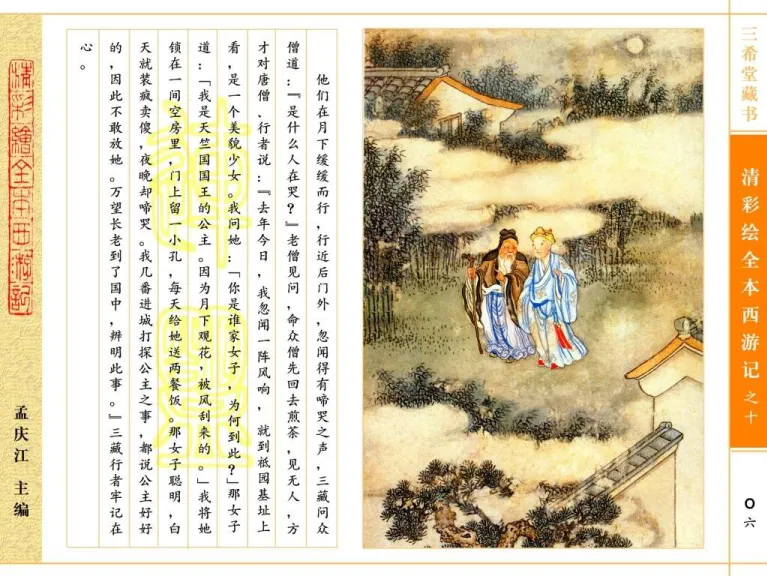 三希堂藏书
清彩绘全本西游记之十
〇六
他们在月下缓缓而行，行近后门外，忽闻得有啼哭之声，三藏问众
僧道：『是什么人在哭？』老僧见问，命众僧先回去煎茶，见无人，方
才对唐僧、行者说：『去年今日，我忽闻一阵风响，就到祗园基址上
看，是一个美貌少女。我问她：「你是谁家女子，为何到此？」那女子
道：「我是天竺国国王的公主。因为月下观花，被风刮来的。」我将她
锁在一间空房里，门上留一小孔，每天给她送两餐饭。那女子聪明，白
天就装疯卖傻，夜晚却啼哭。我几番进城打探公主之事，都说公主好好
的，因此不敢放她。万望长老到了国中，辨明此事。』三藏行者牢记在
心。
清彩绘全本西游记
孟庆江 主编